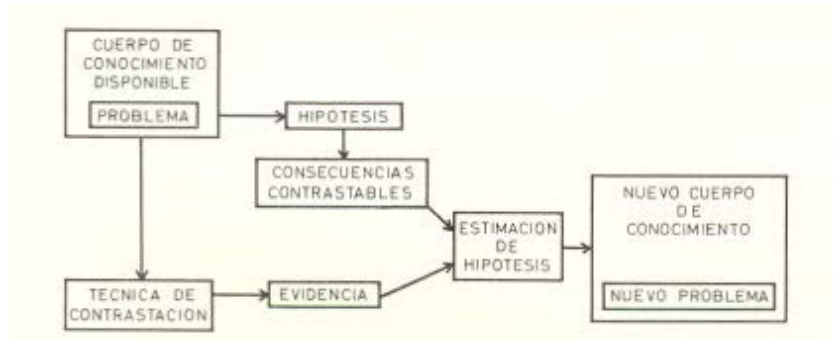 CUERPO DE
CONOCIMIENTO
DISPONIBLE
PROBLEMA
HIPOTESIS
CONSECUENCIAS
CONTRASTABLES
ESTIMACION
DE
HIPOTESIS
NUEVO CUERPO
DE
CONOCIMIENTO
NUEVO PROBLEMA
TECNICA DE
CONTRASTACION
EVIDENCIA